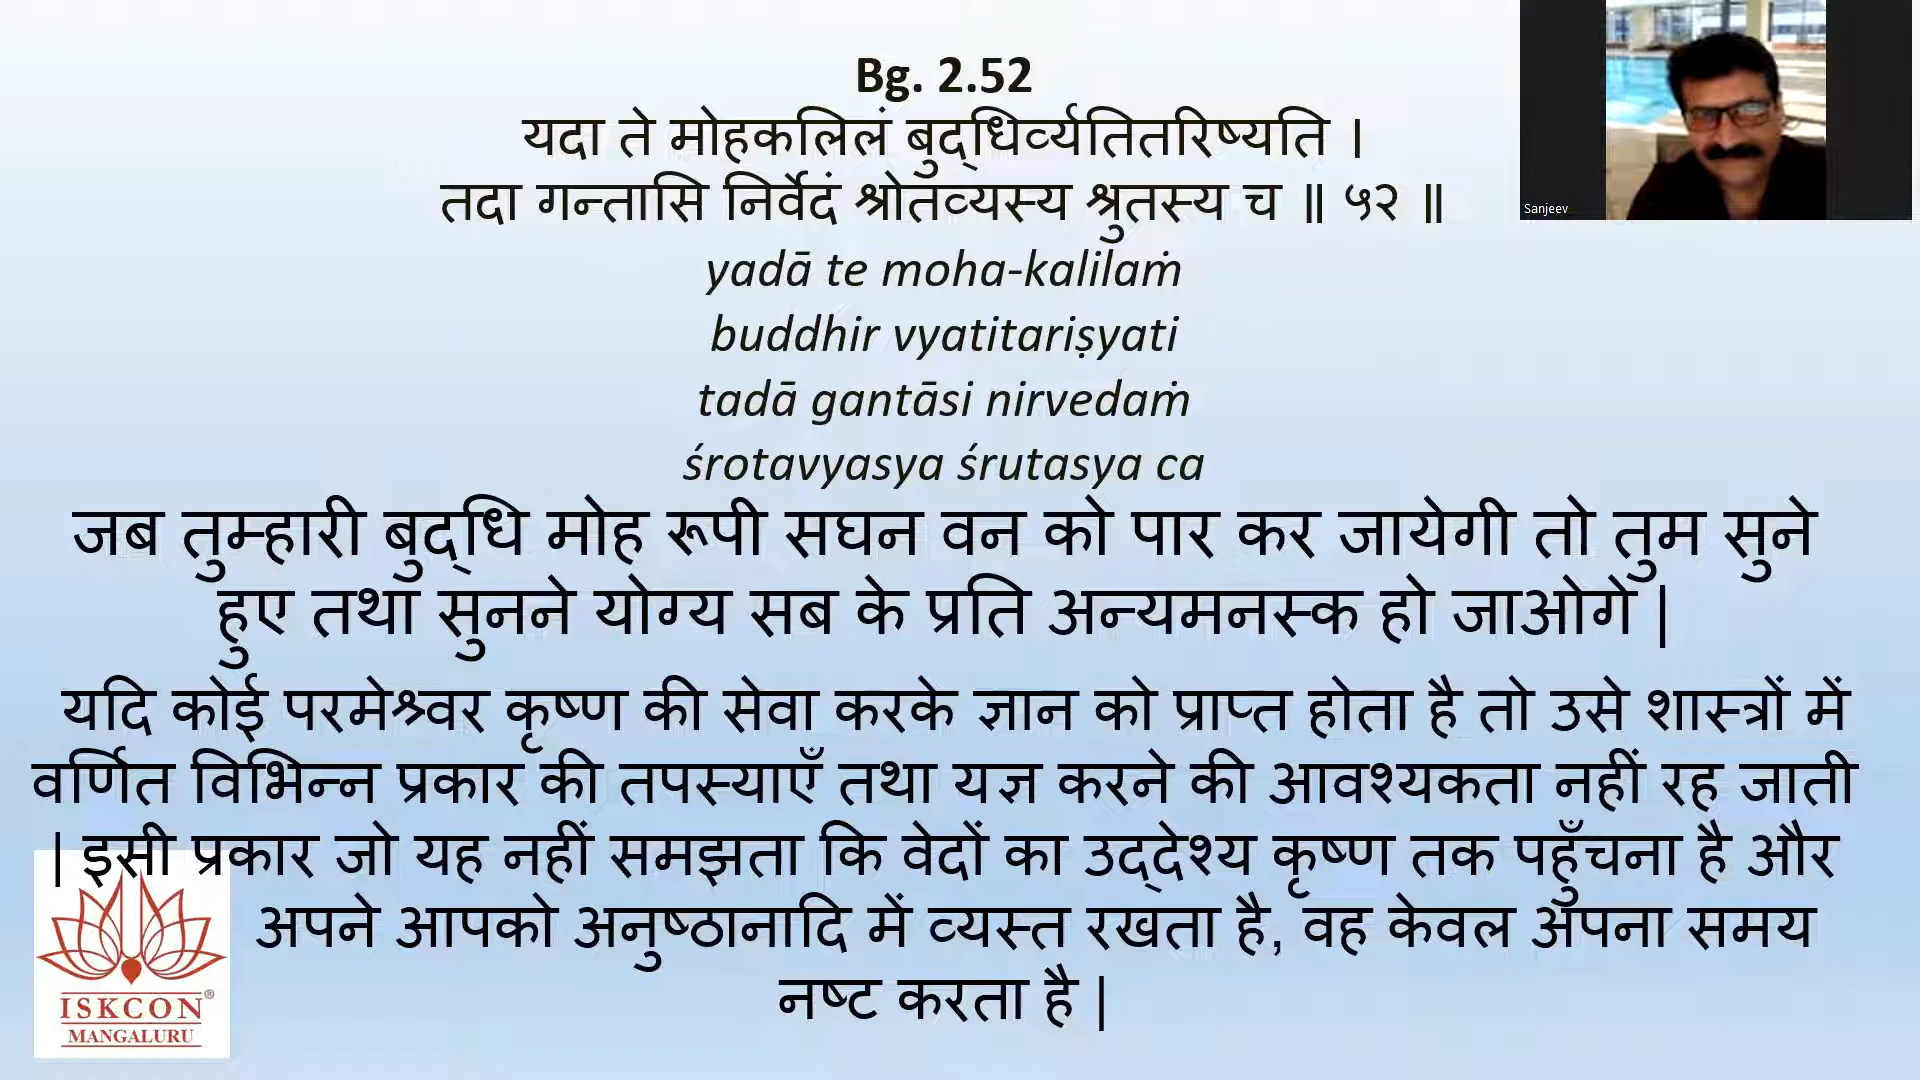 Bg. 2.52
यदा ते मोहकलिलं बुद्धिर्व्यतितरिष्यति ।
तदा गन्तासि निर्वेदं श्रोतव्यस्य श्रुतस्य च ॥ ५२ ॥
yadā te moha-kalilaṁ
buddhir vyatitariṣyati
tadā gantāsi nirvedaṁ
śrotavyasya śrutasya ca
जब तुम्हारी बुद्धि मोह रूपी सघन वन को पार कर जायेगी तो तुम सुने
हुए तथा सुनने योग्य सब के प्रति अन्यमनस्क हो जाओगे |
यदि कोई परमेश्र्वर कृष्ण की सेवा करके ज्ञान को प्राप्त होता है तो उसे शास्त्रों में
वर्णित विभिन्न प्रकार की तपस्याएँ तथा यज्ञ करने की आवश्यकता नहीं रह जाती
| इसी प्रकार जो यह नहीं समझता कि वेदों का उद्देश्य कृष्ण तक पहुँचना है और
अपने आपको अनुष्ठानादि में व्यस्त रखता है, वह केवल अपना समय
नष्ट करता है |
Sanjeev
ISKCON®
MANGALURU